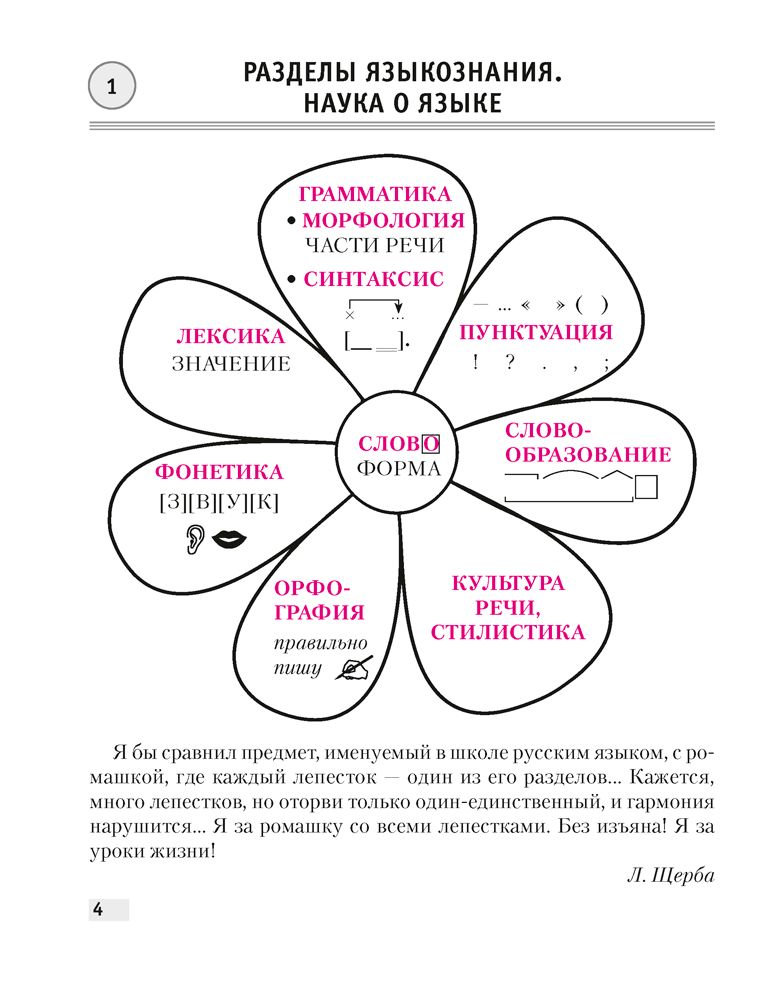 1
РАЗДЕЛЫ ЯЗЫКОЗНАНИЯ.
НАУКА О ЯЗЫКЕ
ГРАММАТИКА
• МОРФОЛОГИЯ
ЧАСТИ РЕЧИ
• СИНТАКСИС
× ...
[__ __].
— ... « » ( )
ПУНКТУАЦИЯ
! ? . , ;
ЛЕКСИКА
ЗНАЧЕНИЕ
СЛОВО
ФОРМА
СЛОВО-
ОБРАЗОВАНИЕ
ФОНЕТИКА
[З][В][У][К]
ОРФО-
ГРАФИЯ
правильно
пишу
КУЛЬТУРА
РЕЧИ,
СТИЛИСТИКА
Я бы сравнил предмет, именуемый в школе русским языком, с ро-
машкой, где каждый лепесток — один из его разделов... Кажется,
много лепестков, но оторви только один-единственный, и гармония
нарушится... Я за ромашку со всеми лепестками. Без изъяна! Я за
уроки жизни!
Л. Щерба
4